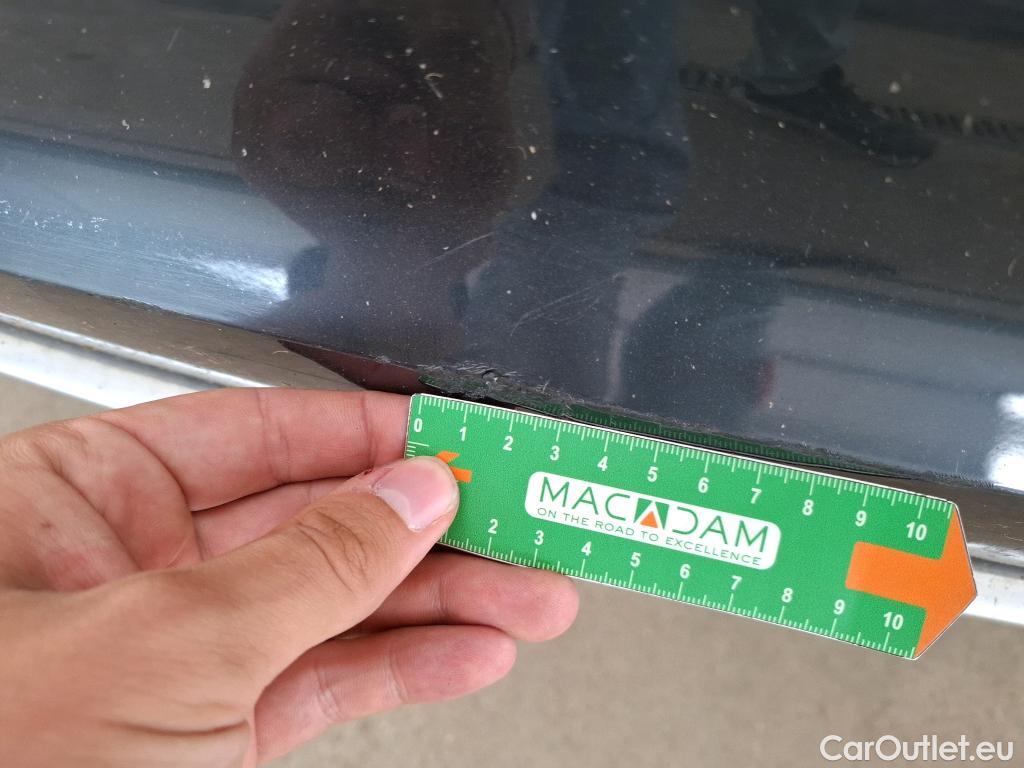 0 1 2 3 4 5 6 7 8 9 10
MACADAM
ON THE ROAD TO EXCELLENCE
2 3 4 5 6 7 8 9 10
CarOutlet.eu